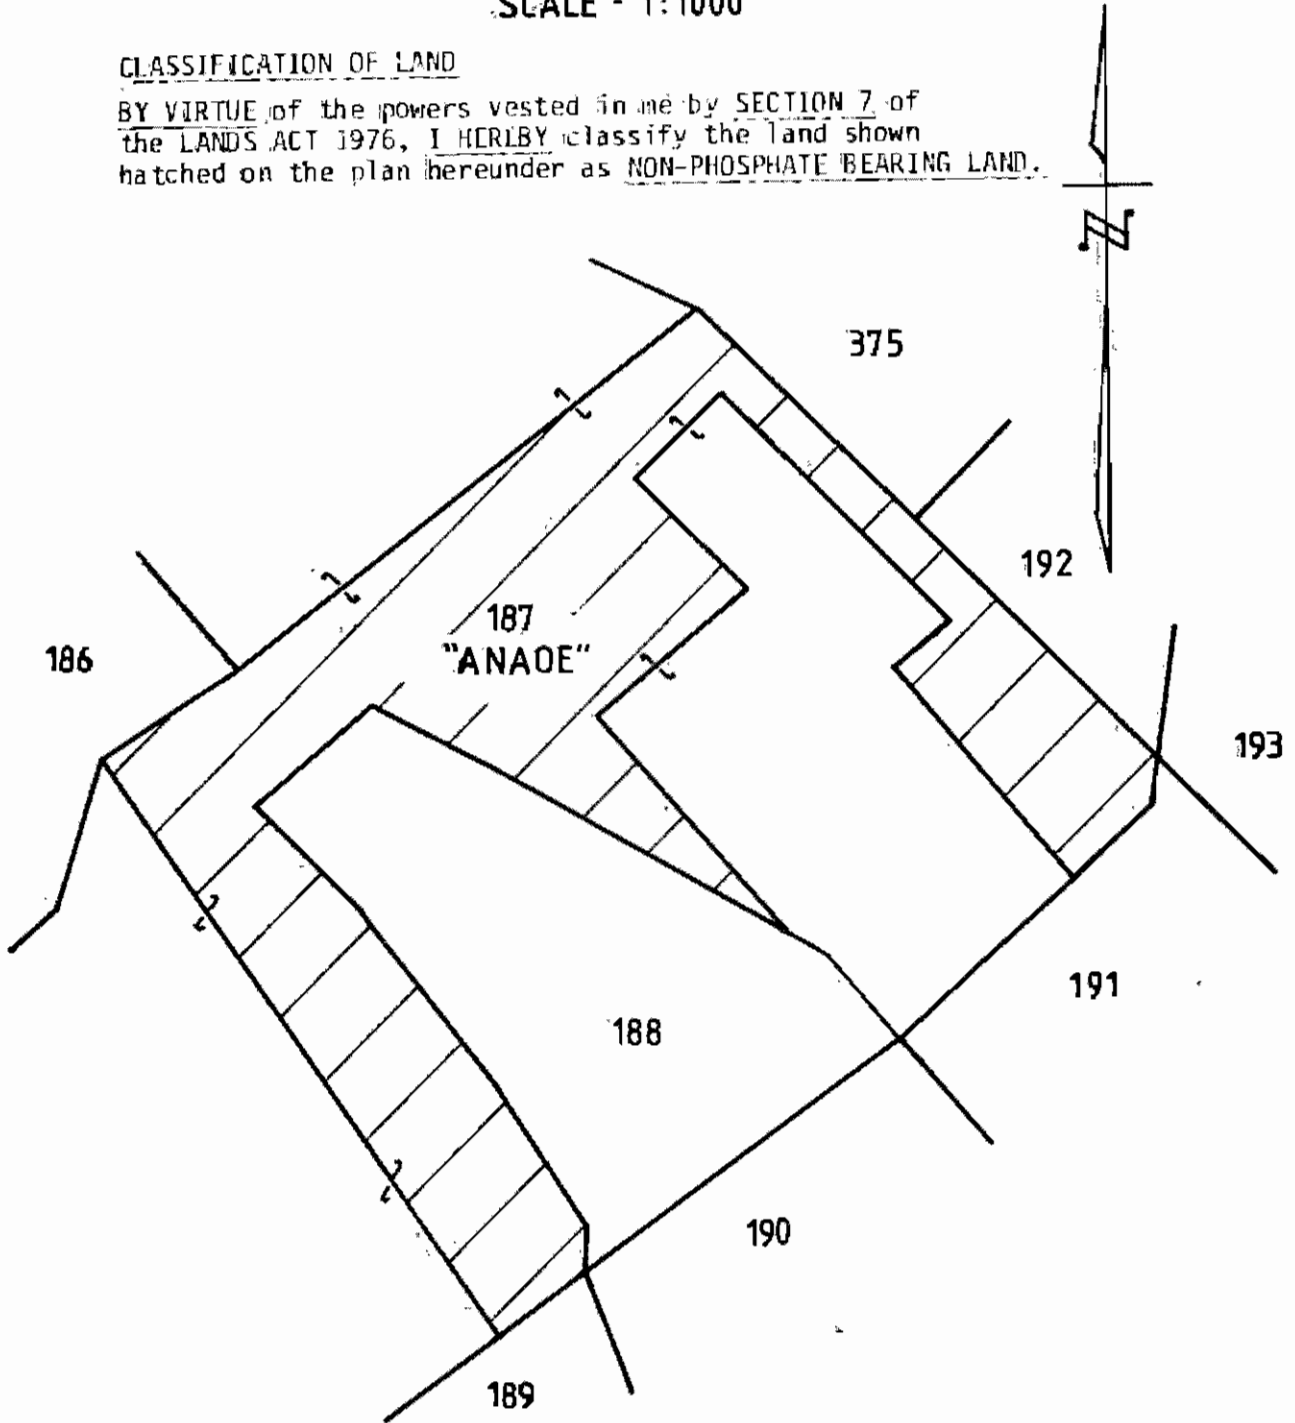 SCALE - 1:1000
CLASSIFICATION OF LAND
BY VIRTUE of the powers vested in me by SECTION 7 of
the LANDS ACT 1976, I HEREBY classify the land shown
hatched on the plan hereunder as NON-PHOSPHATE BEARING LAND.
N
375
192
187
"ANAOE"
186
193
191
188
190
189